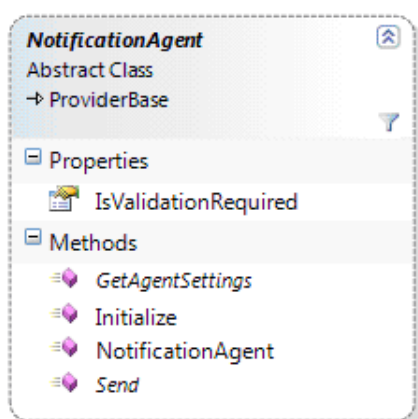 NotificationAgent
Abstract Class
ProviderBase
Properties
IsValidationRequired
Methods
GetAgentSettings
Initialize
NotificationAgent
Send